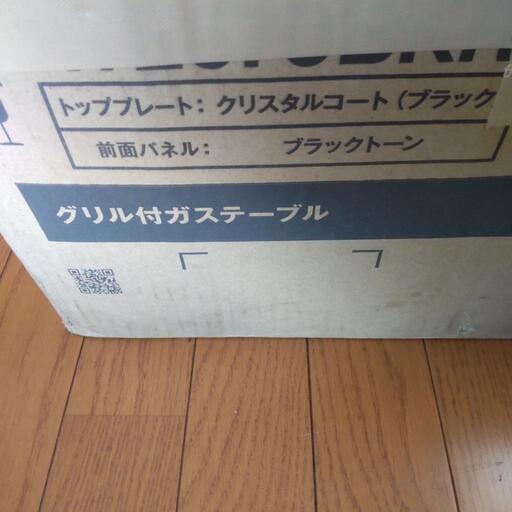 トッププレート: クリスタルコート(ブラック
前面パネル: ブラックトーン
グリル付ガステーブル